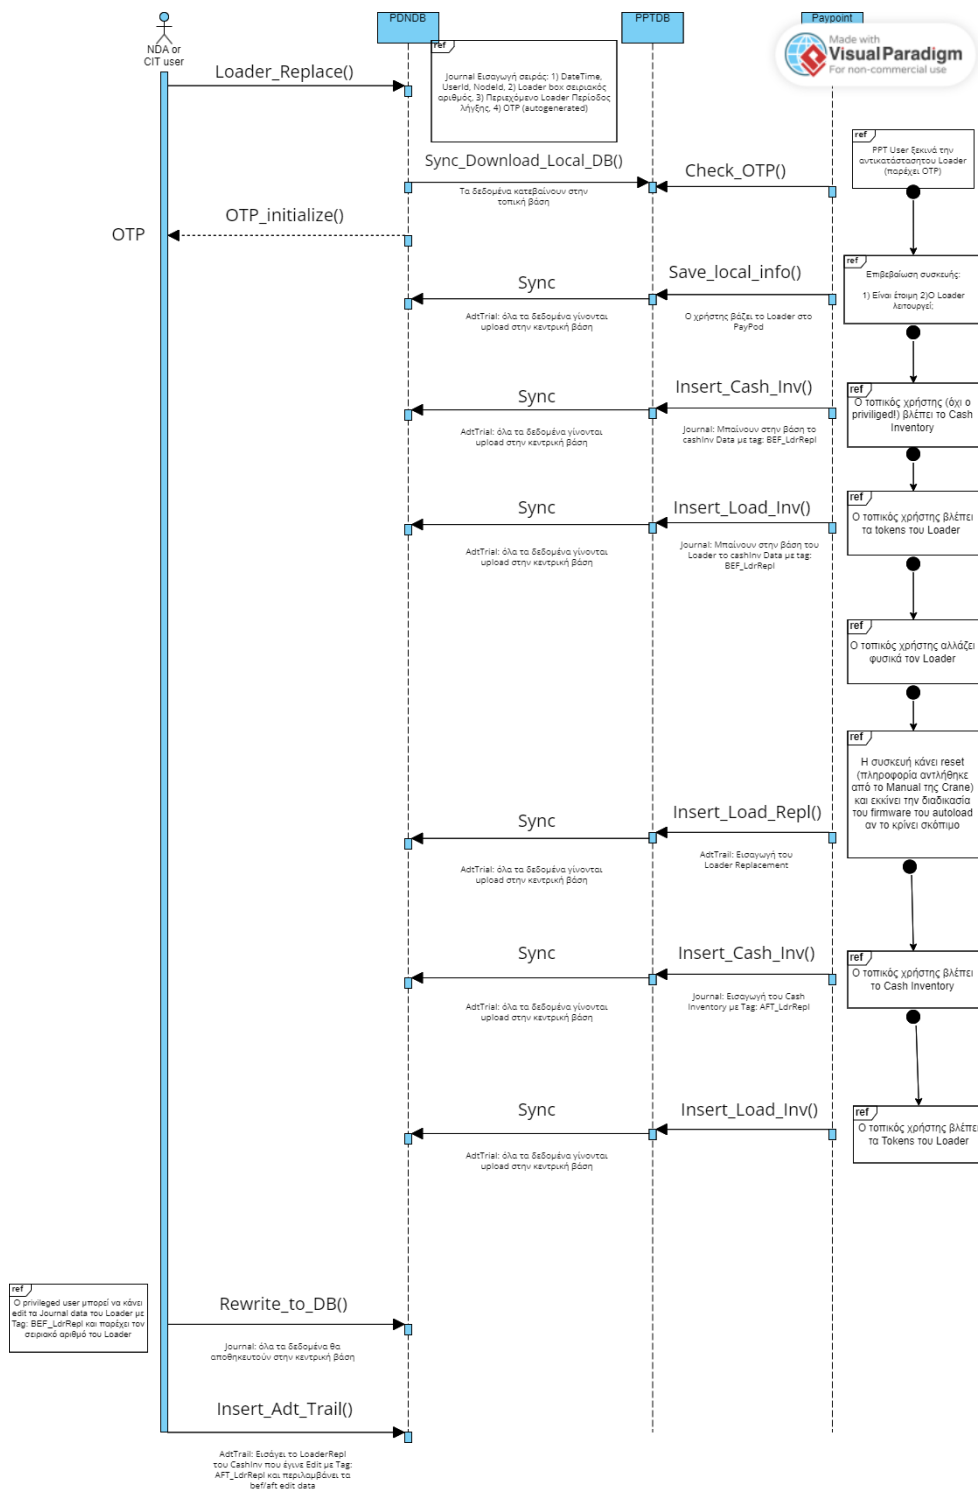 PDNDB
PPTDB
Paypoint
Made with
Visual Paradigm
For non-commercial use
NDA or
CIT user
Loader_Replace()
ref
Journal Εισαγωγή σειράς: 1) DateTime,
UserId, NodeId, 2) Loader box σειριακός
αριθμός, 3) Περιεχόμενο Loader Περίοδος
λήγξης, 4) OTP (autogenerated)
ref
PPT User ξεκινά την
αντικατάστασητου Loader
(παρέχει OTP)
Sync_Download_Local_DB()
Τα δεδομένα κατεβαίνουν στην
τοπική βάση
Check_OTP()
OTP
OTP_initialize()
ref
Επιβεβαίωση συσκευής:
1) Είναι έτοιμη 2)Ο Loader
λειτουργεί;
Sync
AdtTrial: όλα τα δεδομένα γίνονται
upload στην κεντρική βάση
Save_local_info()
Ο χρήστης βάζει το Loader στο
PayPod
ref
Ο τοπικός χρήστης (όχι ο
priviliged!) βλέπει το Cash
Inventory
Sync
AdtTrial: όλα τα δεδομένα γίνονται
upload στην κεντρική βάση
Insert_Cash_Inv()
Journal: Μπαίνουν στην βάση το
cashInv Data με tag: BEF_LdrRepl
ref
Ο τοπικός χρήστης βλέπει
τα tokens του Loader
Sync
AdtTrial: όλα τα δεδομένα γίνονται
upload στην κεντρική βάση
Insert_Load_Inv()
Journal: Μπαίνουν στην βάση του
Loader το cashInv Data με tag:
BEF_LdrRepl
ref
Ο τοπικός χρήστης αλλάζει
φυσικά τον Loader
ref
Η συσκευή κάνει reset
(πληροφορία αντλήθηκε
από το Manual της Crane)
και εκκίνει την διαδικασία
του firmware του autoload
αν το κρίνει σκόπιμο
Sync
AdtTrial: όλα τα δεδομένα γίνονται
upload στην κεντρική βάση
Insert_Load_Repl()
AdtTrail: Εισαγωγή του
Loader Replacement
ref
Ο τοπικός χρήστης βλέπει
το Cash Inventory
Sync
AdtTrial: όλα τα δεδομένα γίνονται
upload στην κεντρική βάση
Insert_Cash_Inv()
Journal: Εισαγωγή του Cash
Inventory με Tag: AFT_LdrRepl
ref
Ο τοπικός χρήστης βλέπει
τα Tokens του Loader
Sync
AdtTrial: όλα τα δεδομένα γίνονται
upload στην κεντρική βάση
Insert_Load_Inv()
ref
Ο privileged user μπορεί να κάνει
edit τα Journal data του Loader με
Tag: BEF_LdrRepl και παρέχει τον
σειριακό αριθμό του Loader
Rewrite_to_DB()
Journal: όλα τα δεδομένα θα
αποθηκευτούν στην κεντρική βάση
Insert_Adt_Trail()
AdtTrail: Εισάγει το LoaderRepl
του CashInv που έγινε Edit με Tag:
AFT_LdrRepl και περιλαμβάνει τα
bef/aft edit data